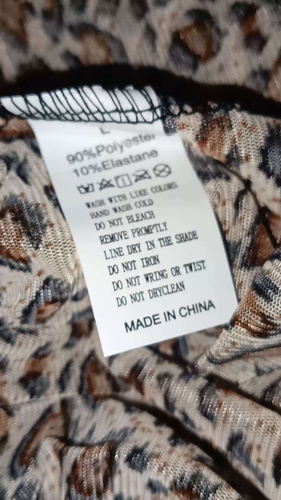 L
90%Polyester
10%Elastane
WASH WITH LIKE COLORS
HAND WASH COLD
DO NOT BLEACH
REMOVE PROMPTLY
LINE DRY IN THE SHADE
DO NOT IRON
DO NOT WRING OR TWIST
DO NOT DRYCLEAN
MADE IN CHINA